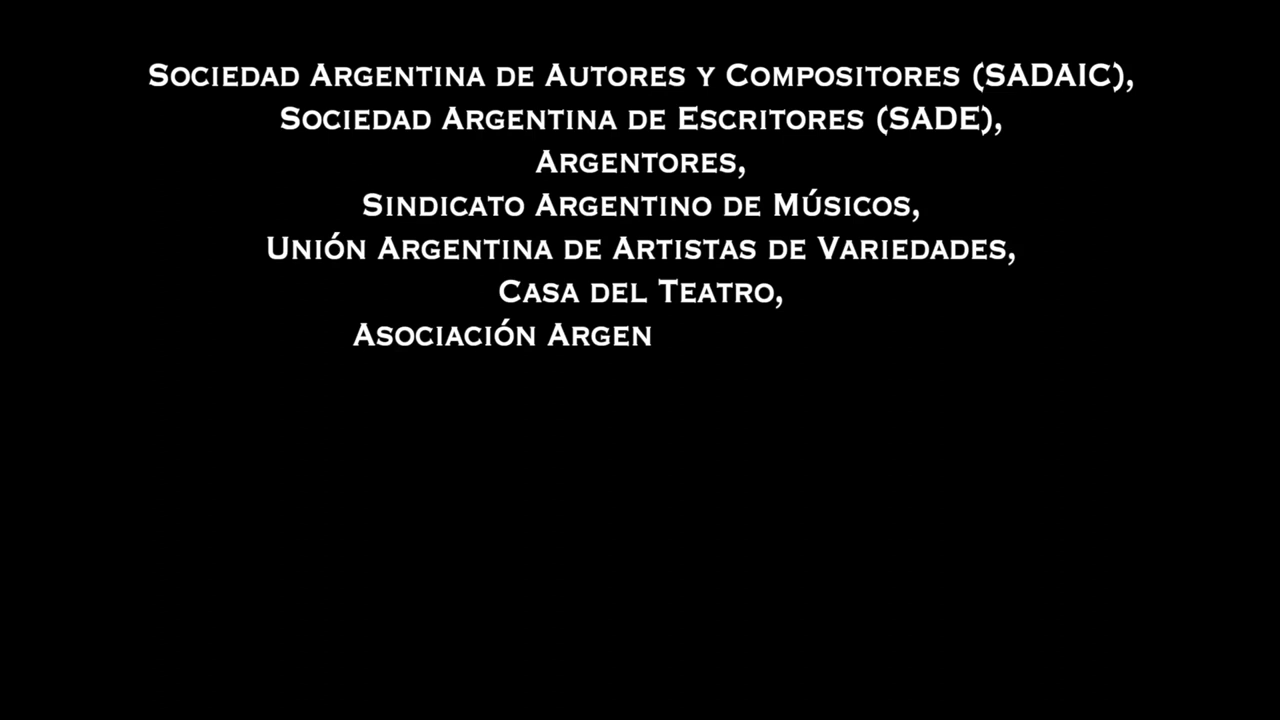 Sociedad Argentina de Autores y Compositores (SADAIC),
Sociedad Argentina de Escritores (SADE),
Argentores,
Sindicato Argentino de Músicos,
Unión Argentina de Artistas de Variedades,
Casa del Teatro,
Asociación Argen